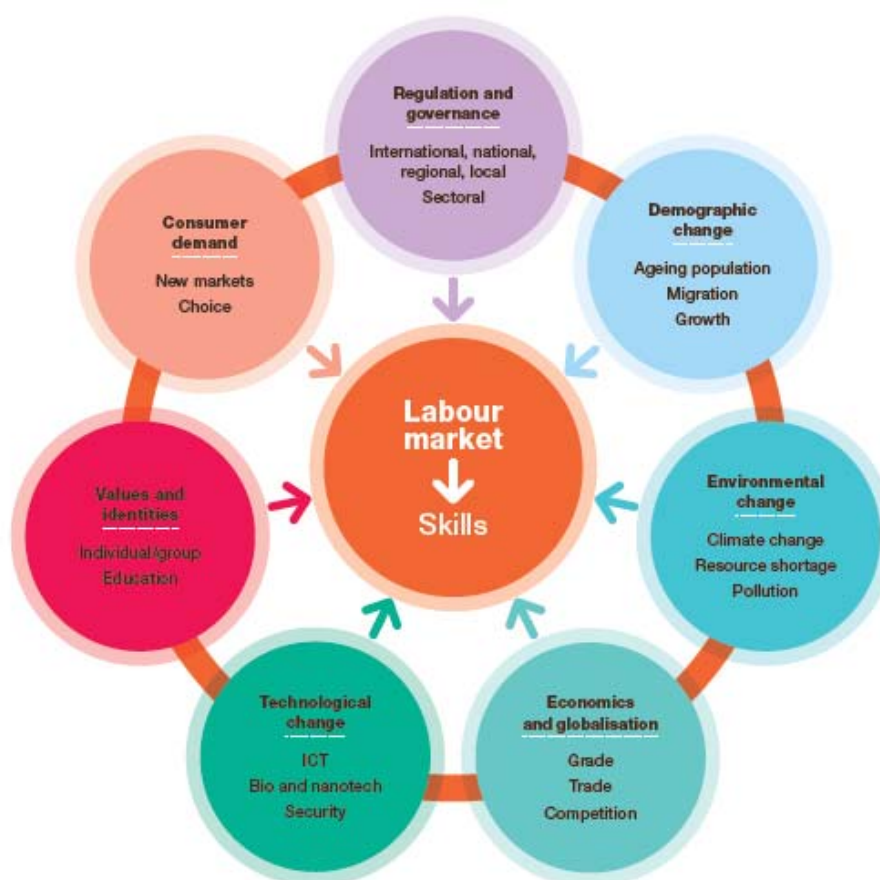 Regulation and
governance
International, national,
regional, local
Sectoral
Demographic
change
Ageing population
Migration
Growth
Environmental
change
Climate change
Resource shortage
Pollution
Economics
and globalisation
Grade
Trade
Competition
Technological
change
ICT
Bio and nanotech
Security
Values and
identities
Individual/group
Education
Consumer
demand
New markets
Choice
Labour
market
Skills